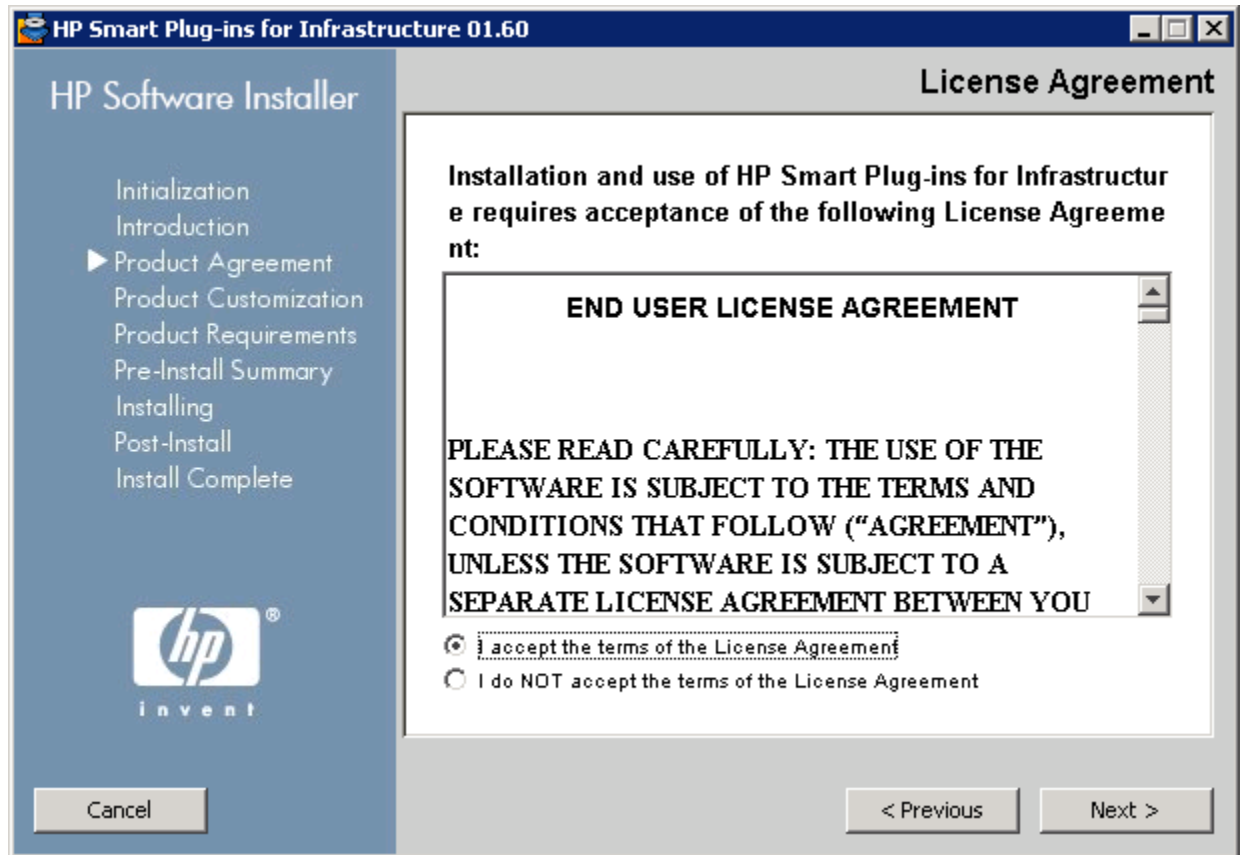 HP Smart Plug-ins for Infrastructure 01.60
HP Software Installer
License Agreement
Initialization
Introduction
Product Agreement
Product Customization
Product Requirements
Pre-Install Summary
Installing
Post-Install
Install Complete
Installation and use of HP Smart Plug-ins for Infrastructur
e requires acceptance of the following License Agreeme
nt:
END USER LICENSE AGREEMENT
PLEASE READ CAREFULLY: THE USE OF THE
SOFTWARE IS SUBJECT TO THE TERMS AND
CONDITIONS THAT FOLLOW (“AGREEMENT”),
UNLESS THE SOFTWARE IS SUBJECT TO A
SEPARATE LICENSE AGREEMENT BETWEEN YOU
I accept the terms of the License Agreement
I do NOT accept the terms of the License Agreement
hp ®
invent
Cancel
< Previous
Next >